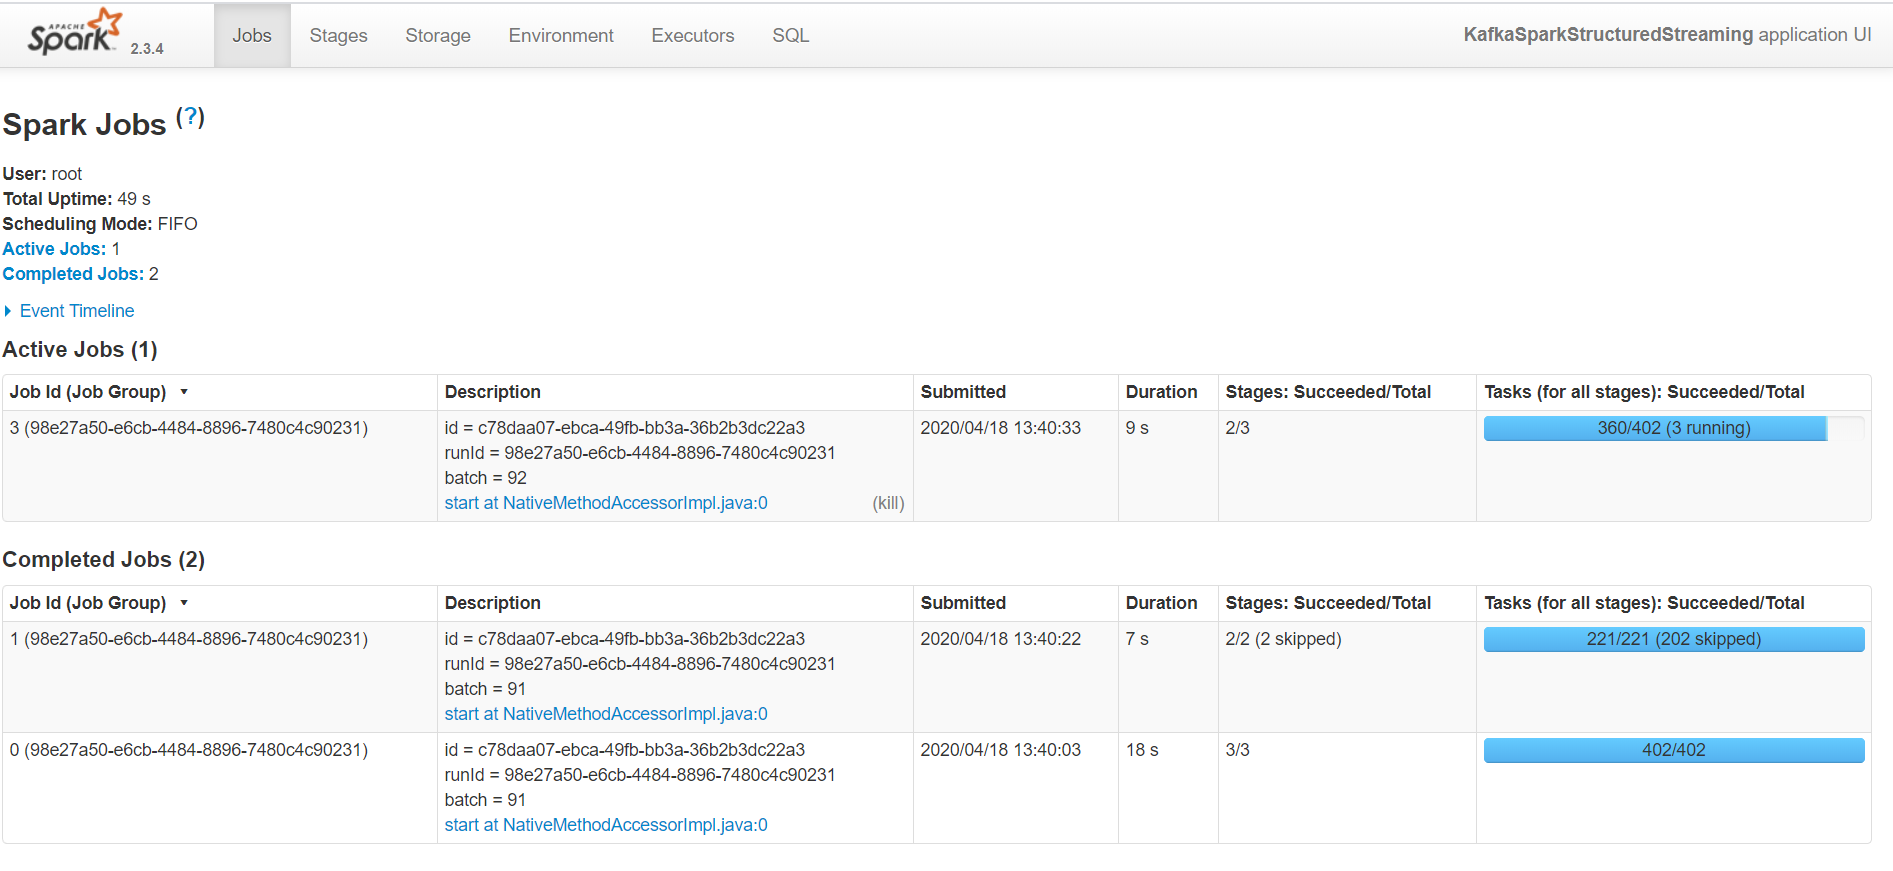 APACHE
Spark 2.3.4
Jobs Stages Storage Environment Executors SQL KafkaSparkStructuredStreaming application UI
Spark Jobs (?)
User: root
Total Uptime: 49 s
Scheduling Mode: FIFO
Active Jobs: 1
Completed Jobs: 2
Event Timeline
Active Jobs (1)
Job Id (Job Group) Description Submitted Duration Stages: Succeeded/Total Tasks (for all stages): Succeeded/Total
3 (98e27a50-e6cb-4484-8896-7480c4c90231) id = c78daa07-ebca-49fb-bb3a-36b2b3dc22a3 2020/04/18 13:40:33 9 s 2/3 360/402 (3 running)
runId = 98e27a50-e6cb-4484-8896-7480c4c90231
batch = 92
start at NativeMethodAccessorImpl.java:0 (kill)
Completed Jobs (2)
Job Id (Job Group) Description Submitted Duration Stages: Succeeded/Total Tasks (for all stages): Succeeded/Total
1 (98e27a50-e6cb-4484-8896-7480c4c90231) id = c78daa07-ebca-49fb-bb3a-36b2b3dc22a3 2020/04/18 13:40:22 7 s 2/2 (2 skipped) 221/221 (202 skipped)
runId = 98e27a50-e6cb-4484-8896-7480c4c90231
batch = 91
start at NativeMethodAccessorImpl.java:0
0 (98e27a50-e6cb-4484-8896-7480c4c90231) id = c78daa07-ebca-49fb-bb3a-36b2b3dc22a3 2020/04/18 13:40:03 18 s 3/3 402/402
runId = 98e27a50-e6cb-4484-8896-7480c4c90231
batch = 91
start at NativeMethodAccessorImpl.java:0